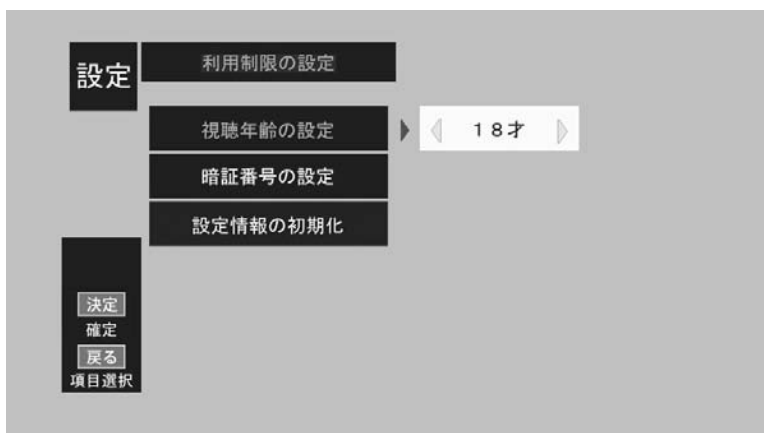 設定
利用制限の設定
視聴年齢の設定
18才
暗証番号の設定
設定情報の初期化
決定
確定
戻る
項目選択